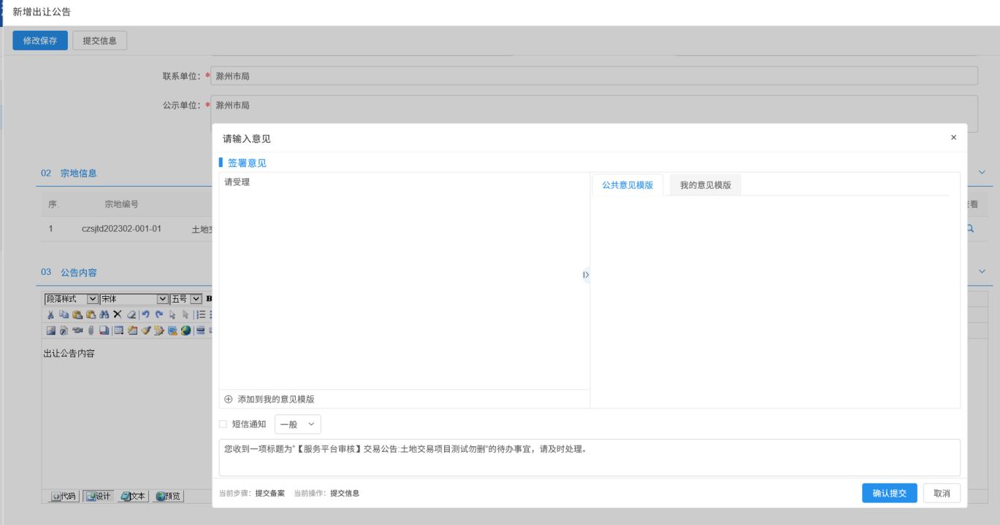 新增出让公告
修改保存 提交信息
联系单位: * 滁州市局
公示单位: * 滁州市局
请输入意见 ×
签署意见
02 宗地信息
请受理
公共意见模版 我的意见模版
序. 宗地编号
1 czsjtd202302-001-01 土地
03 公告内容
段落样式 宋体 五号 B
出让公告内容
添加到我的意见模版
短信通知 一般
您收到一项标题为"【服务平台审核】交易公告:土地交易项目测试勿删"的待办事宜，请及时处理。
代码 设计 文本 预览
当前步骤: 提交备案 当前操作: 提交信息
确认提交 取消